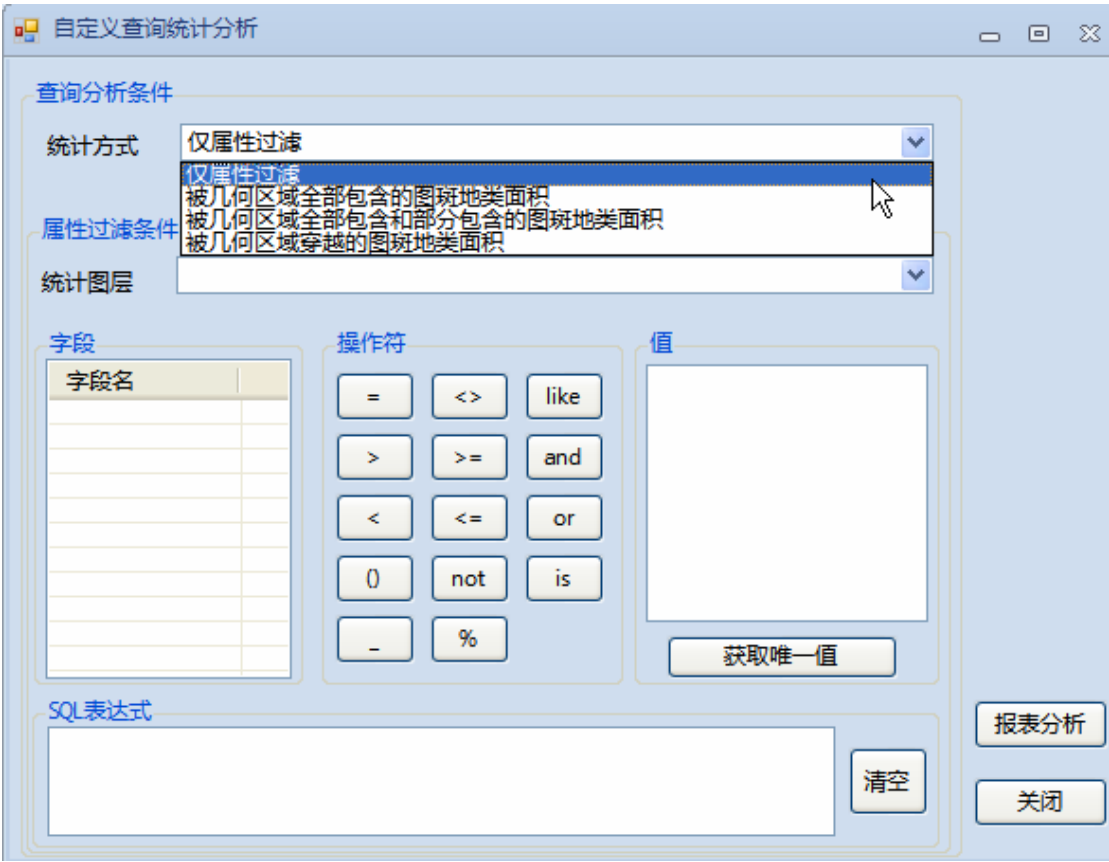 自定义查询统计分析
查询分析条件
统计方式
仅属性过滤
仅属性过滤
被几何区域全部包含的图斑地类面积
被几何区域全部包含和部分包含的图斑地类面积
被几何区域穿越的图斑地类面积
属性过滤条件
统计图层
字段
操作符
值
字段名
= <> like
> >= and
< <= or
() not is
_ %
获取唯一值
SQL表达式
清空
报表分析
关闭